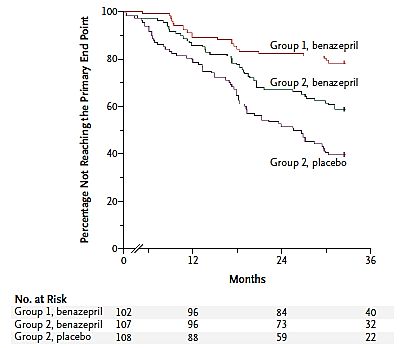 Percentage Not Reaching the Primary End Point
100
80
60
40
20
0
Group 1, benazepril
Group 2, benazepril
Group 2, placebo
0 12 24 36
Months
No. at Risk
Group 1, benazepril 102 96 84 40
Group 2, benazepril 107 96 73 32
Group 2, placebo 108 88 59 22